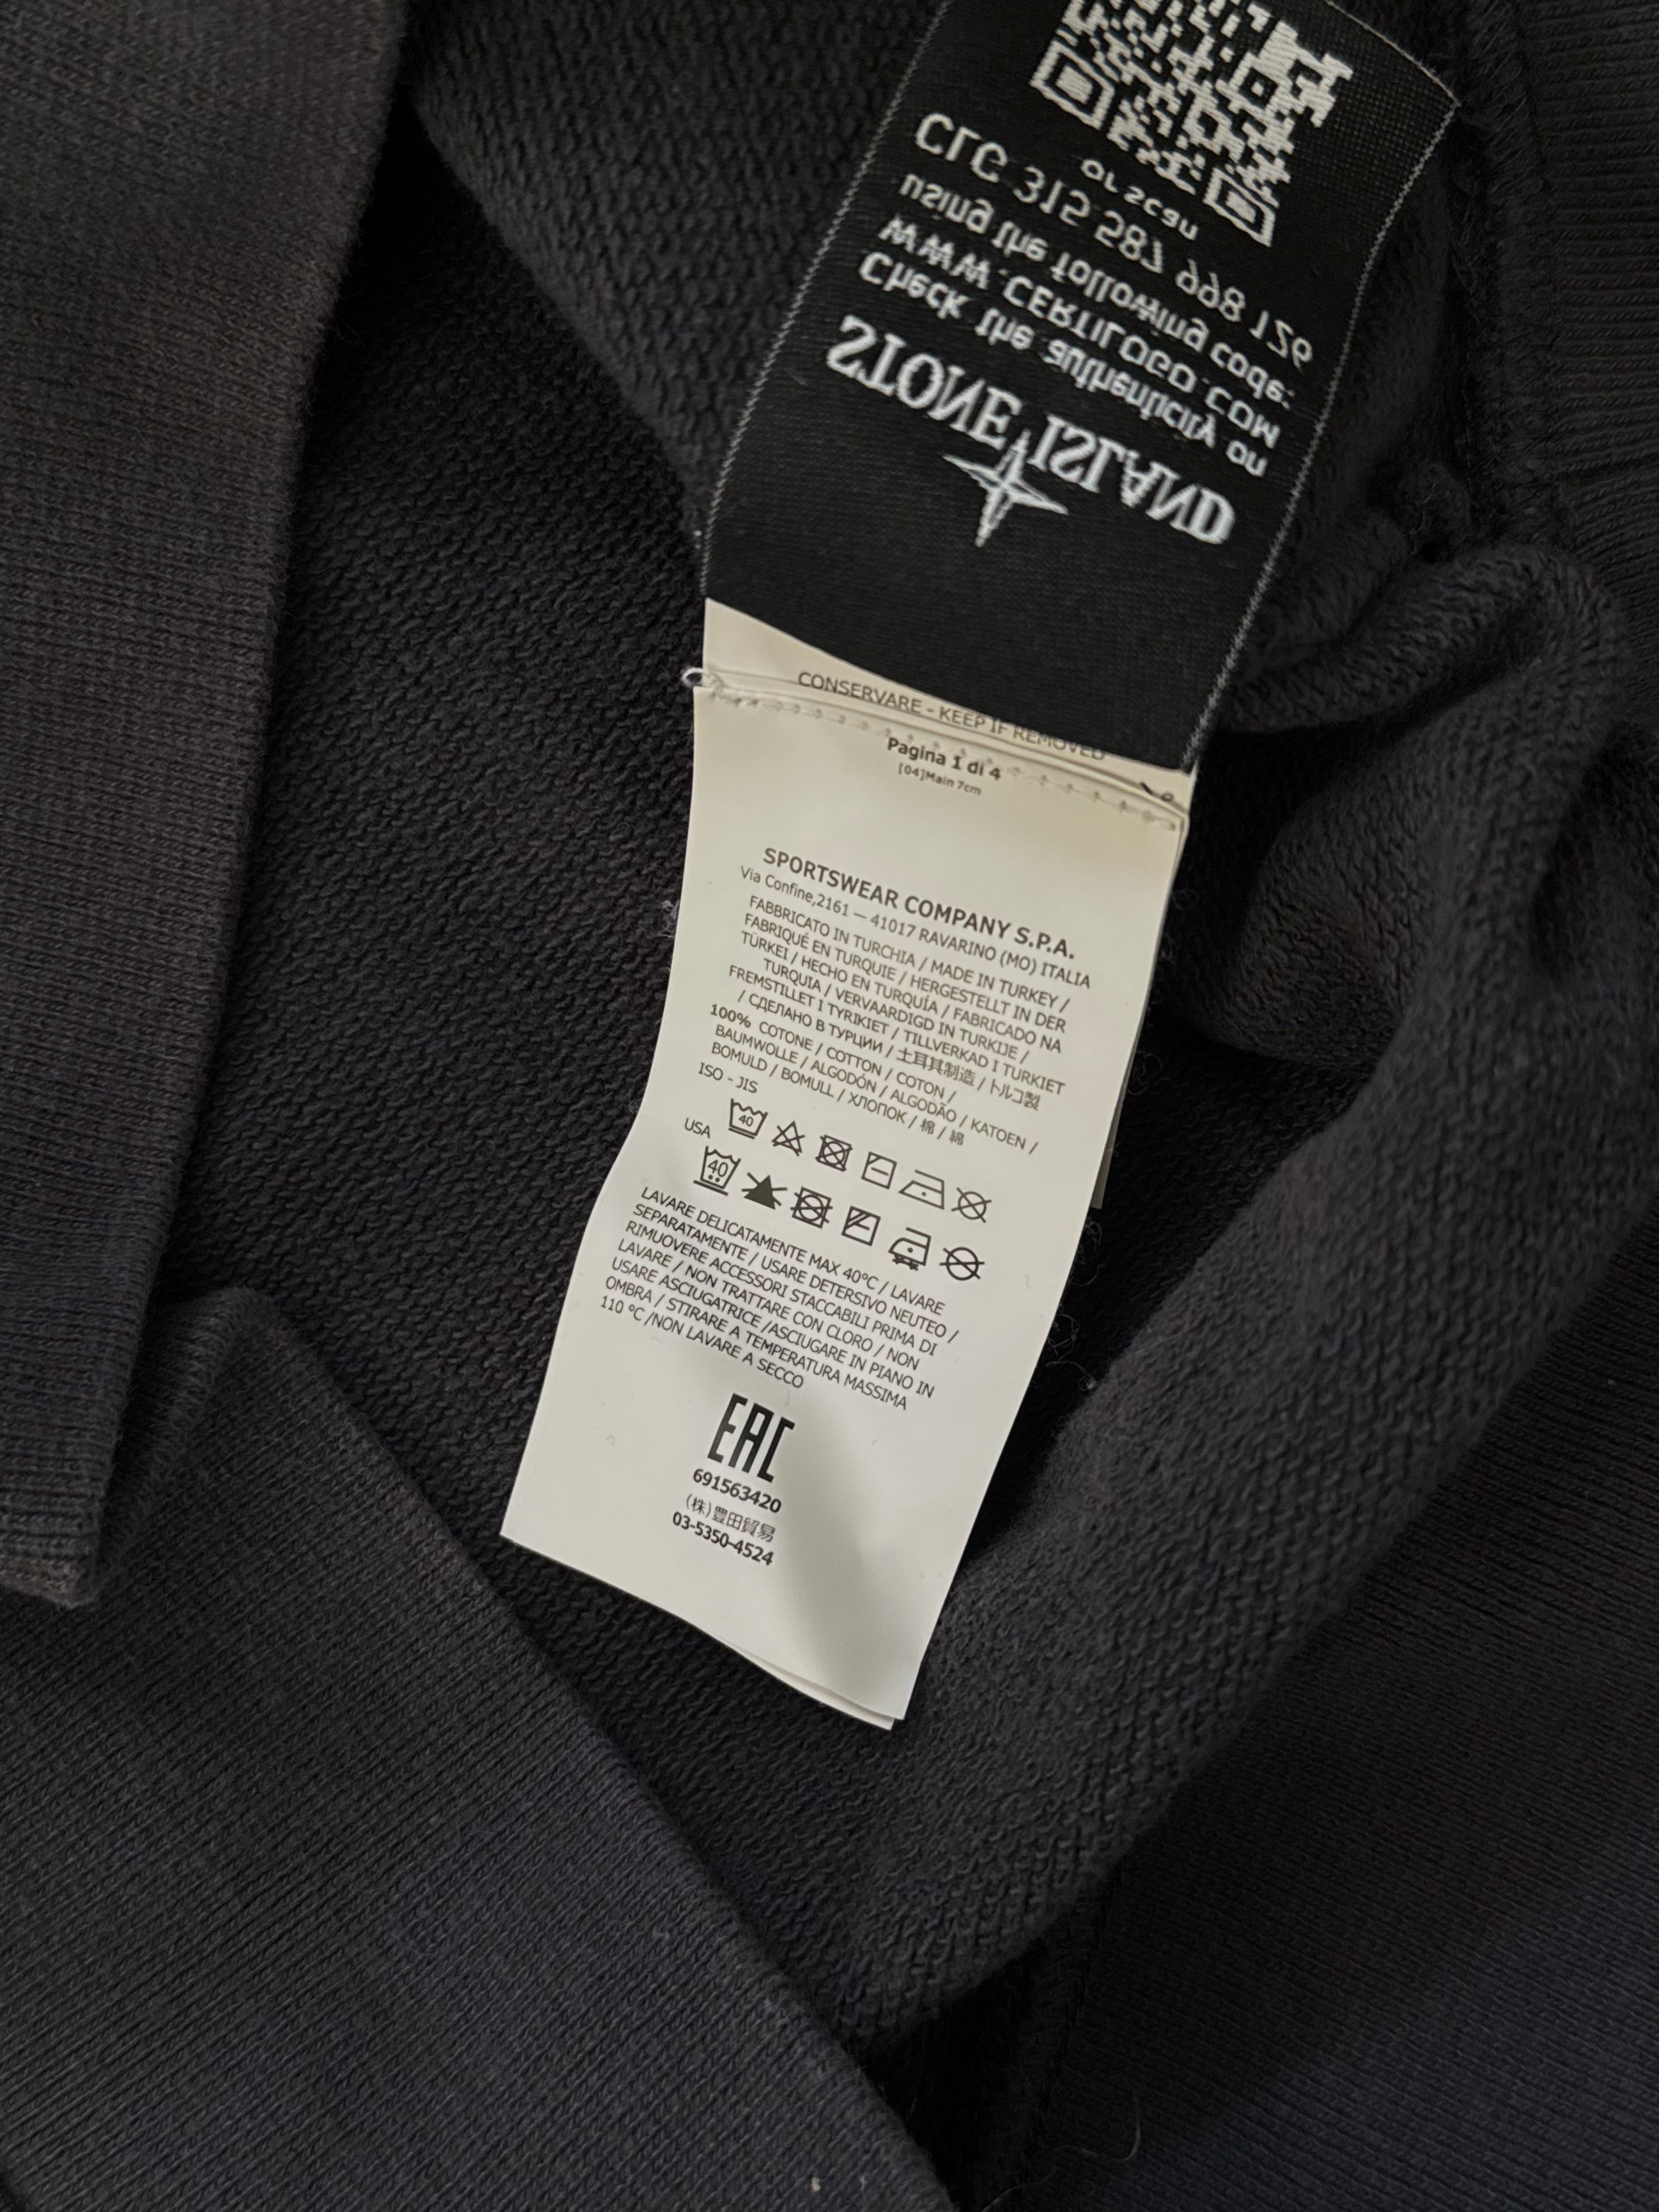 STONE ISLAND
Check the authenticity on
WWW.CERTILOGO.COM
using the following code:
CLG 315 587 998 126
or scan
CONSERVARE - KEEP IF REMOVED
Pagina 1 di 4
[04]Main 7cm
SPORTSWEAR COMPANY S.P.A.
Via Confine,2161 — 41017 RAVARINO (MO) ITALIA
FABBRICATO IN TURCHIA / MADE IN TURKEY /
FABRIQUÉ EN TURQUIE / HERGESTELLT IN DER
TÜRKEI / HECHO EN TURQUÍA / FABRICADO NA
TURQUIA / VERVAARDIGD IN TURKIJE /
FREMSTILLET I TYRIKIET / TILLVERKAD I TURKIET
/ СДЕЛАНО В ТУРЦИИ / 土耳其制造 / トルコ製
100% COTONE / COTTON / COTON /
BAUMWOLLE / ALGODÓN / ALGODÃO / KATOEN /
BOMULD / BOMULL / ХЛОПОК / 棉 / 綿
ISO - JIS
40
USA
40
LAVARE DELICATAMENTE MAX 40°C / LAVARE
SEPARATAMENTE / USARE DETERSIVO NEUTEO /
RIMUOVERE ACCESSORI STACCABILI PRIMA DI
LAVARE / NON TRATTARE CON CLORO / NON
USARE ASCIUGATRICE /ASCIUGARE IN PIANO IN
OMBRA / STIRARE A TEMPERATURA MASSIMA
110 °C /NON LAVARE A SECCO
EAC
691563420
(株)豊田貿易
03-5350-4524